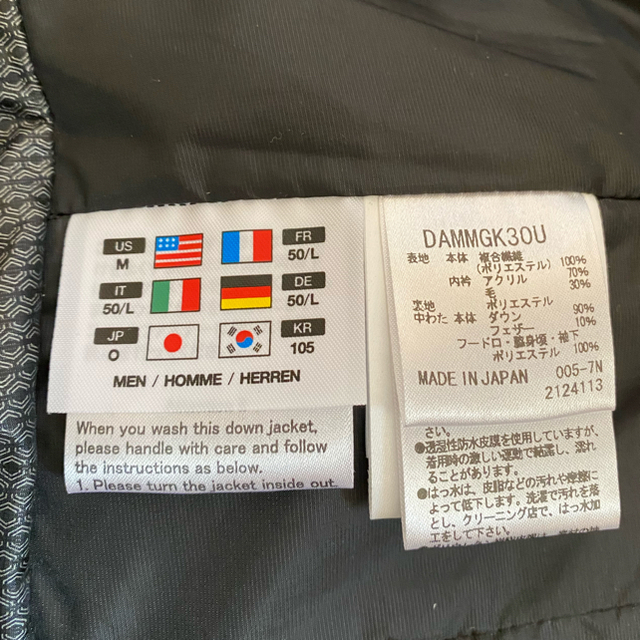 US
M
FR
50/L
IT
50/L
DE
50/L
JP
O
KR
105
MEN / HOMME / HERREN
When you wash this down jacket,
please handle with care and follow
the instructions as below.
1. Please turn the jacket inside out
DAMMGK30U
表地 本体 複合繊維
(ポリエステル) 100%
内衿 アクリル 70%
毛 30%
裏地 ポリエステル
中わた 本体 ダウン 90%
フェザー 10%
フードロ・脇身頃・袖下
ポリエステル 100%
MADE IN JAPAN 005-7N
2124113
さい。
●透湿性防水皮膜を使用していますが、
着用時の激しい運動で結露し、濡れ
ることがあります。
●はっ水は、皮脂などの汚れや摩擦に
よって低下します。洗濯で汚れを落
とし、クリーニング店で、はっ水加
工をして下さい。